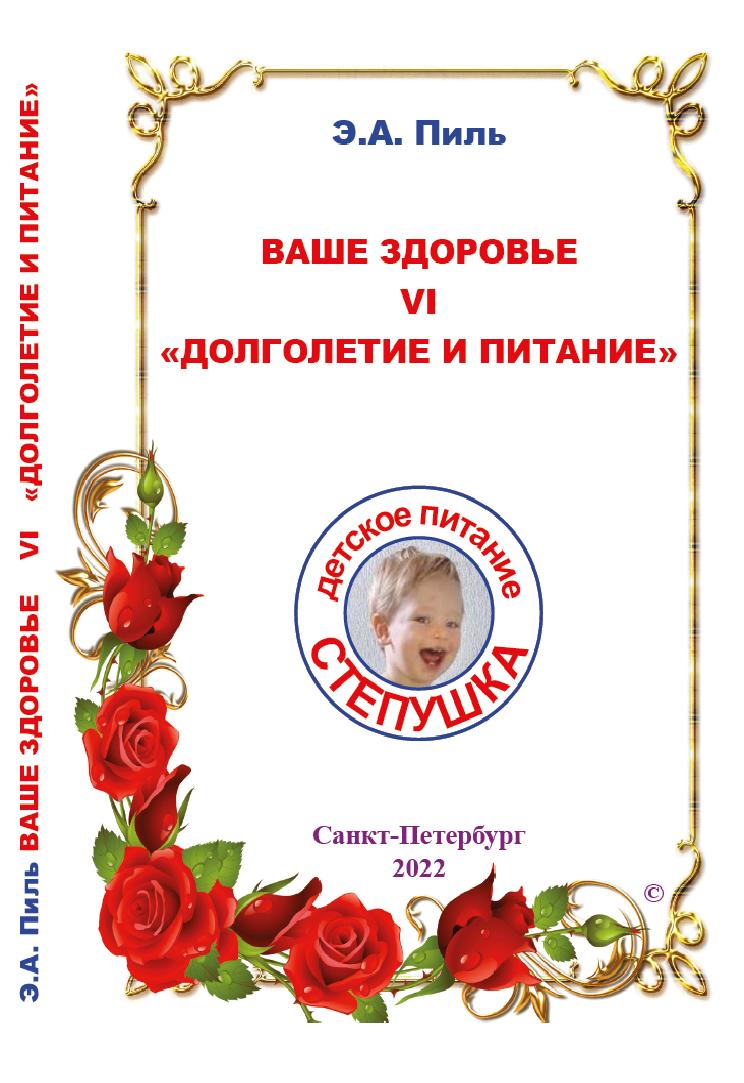 Э.А. Пиль
ВАШЕ ЗДОРОВЬЕ
VI
«ДОЛГОЛЕТИЕ И ПИТАНИЕ»
детское питание
СТЕПУШКА
Санкт-Петербург
2022
©
Э.А. Пиль ВАШЕ ЗДОРОВЬЕ VI «ДОЛГОЛЕТИЕ И ПИТАНИЕ»